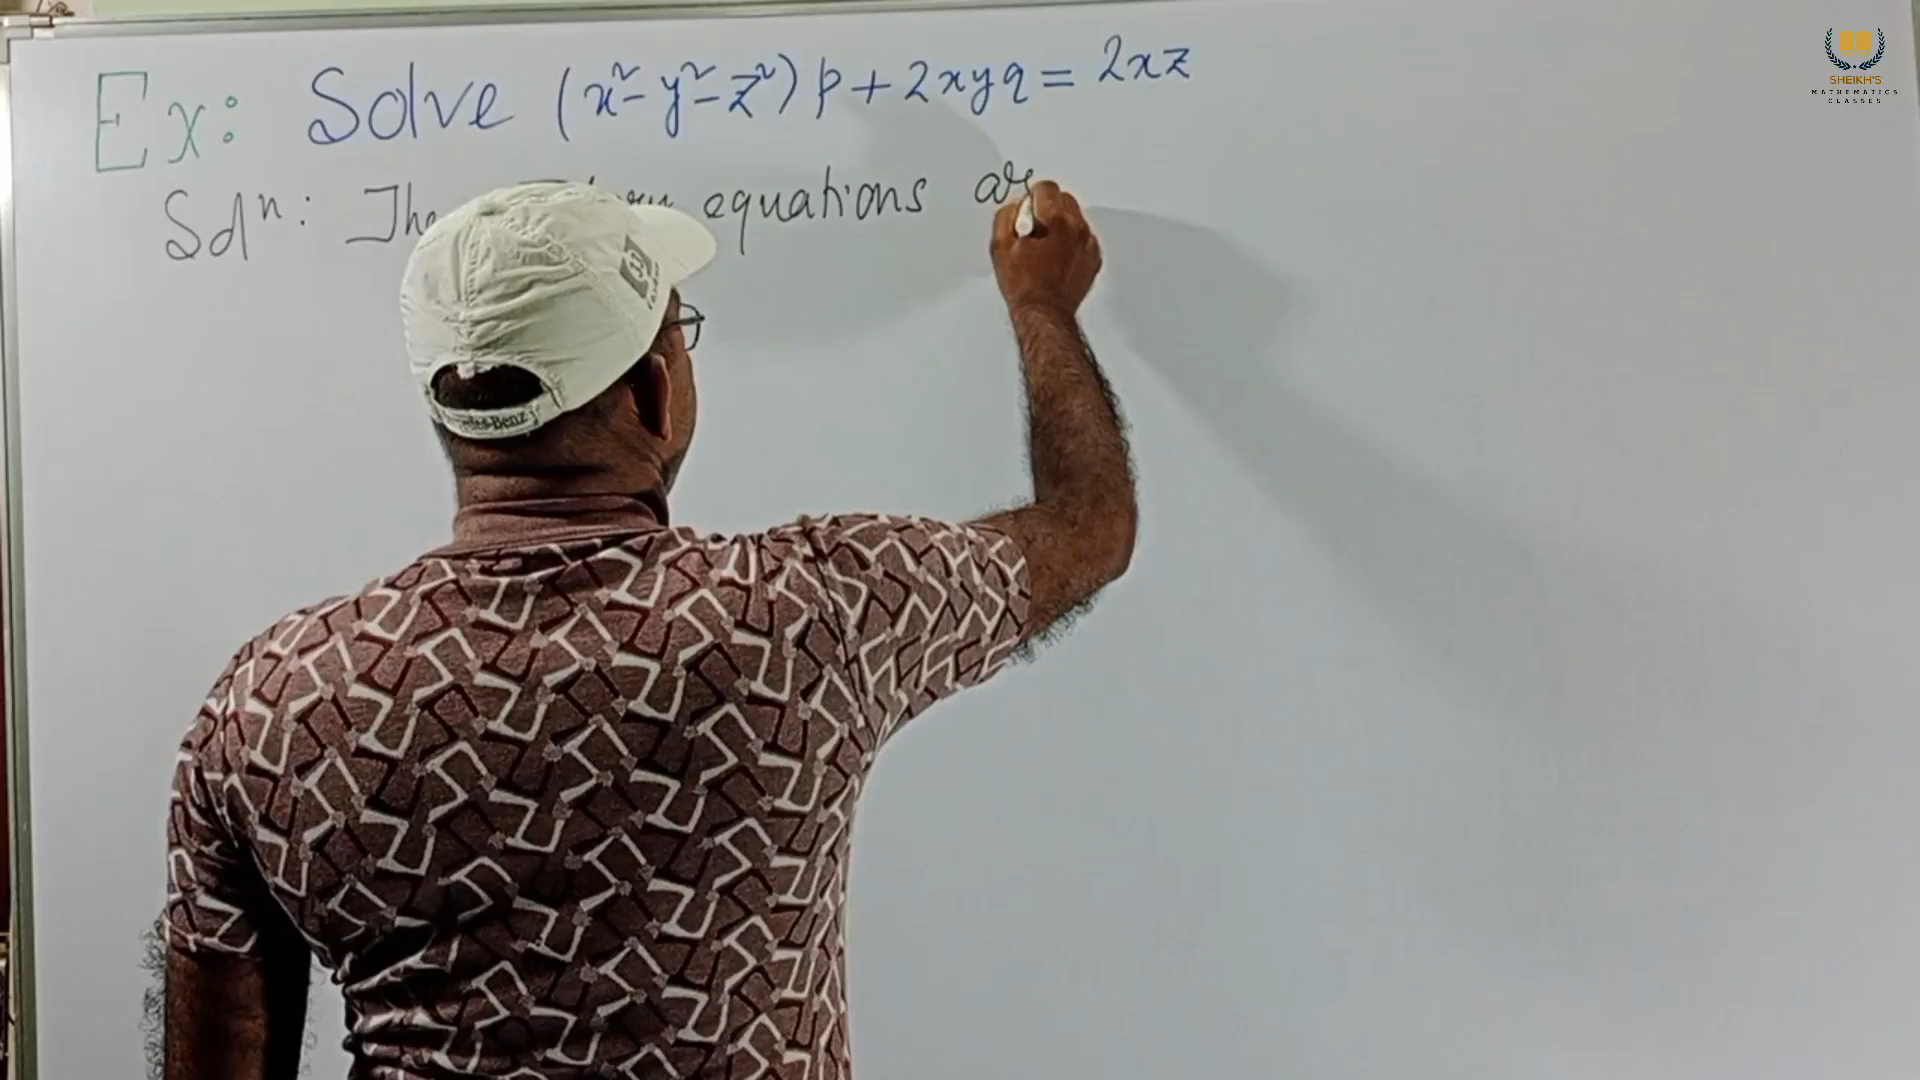 Ex: Solve (x²-y²-z²)p+2xyq=2xz
Solⁿ: The equations are
SHEIKH'S
MATHEMATICS
CLASSES